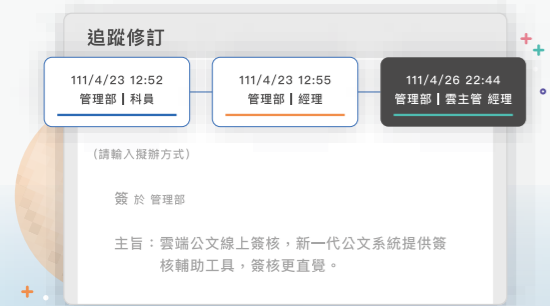 追蹤修訂
111/4/23 12:52
管理部┃科員
111/4/23 12:55
管理部┃經理
111/4/26 22:44
管理部┃雲主管 經理
(請輸入擬辦方式)
簽 於 管理部
主旨：雲端公文線上簽核，新一代公文系統提供簽
核輔助工具，簽核更直覺。